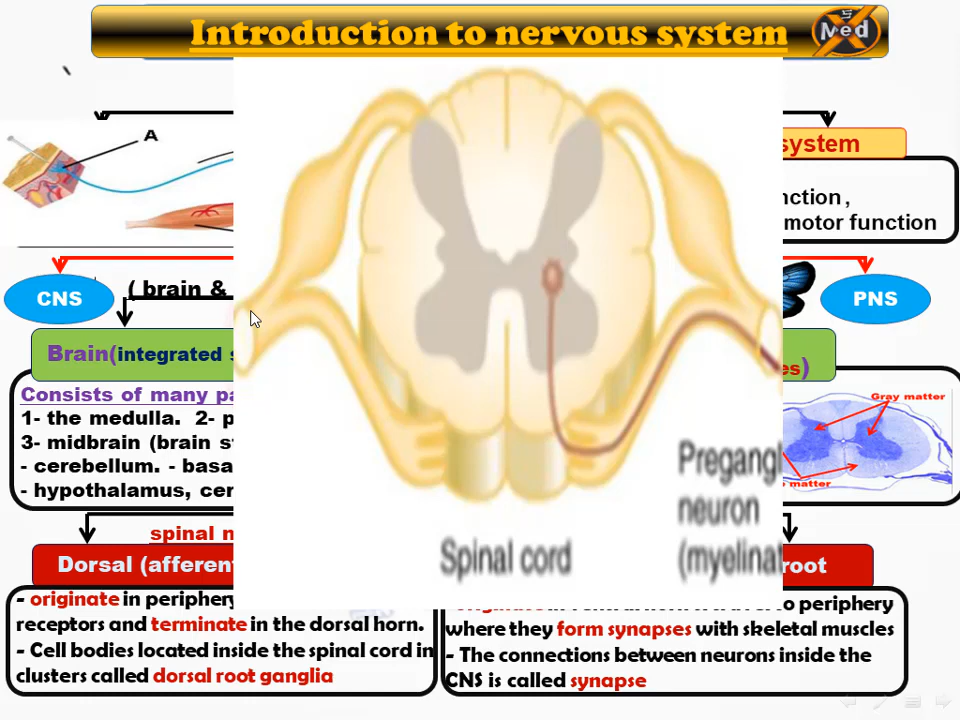 Introduction to nervous system
Med
A
system
function,
motor function
CNS
( brain &
PNS
Brain(integrated s
es)
Consists of many pa
1- the medulla. 2- p
3- midbrain (brain s
- cerebellum. - basa
- hypothalamus, cer
Gray matter
matter
Pregangl
neuron
(myelinat
Spinal cord
spinal n
Dorsal (afferent
root
- originate in periphery
receptors and terminate in the dorsal horn.
- Cell bodies located inside the spinal cord in
clusters called dorsal root ganglia
to periphery
where they form synapses with skeletal muscles
- The connections between neurons inside the
CNS is called synapse